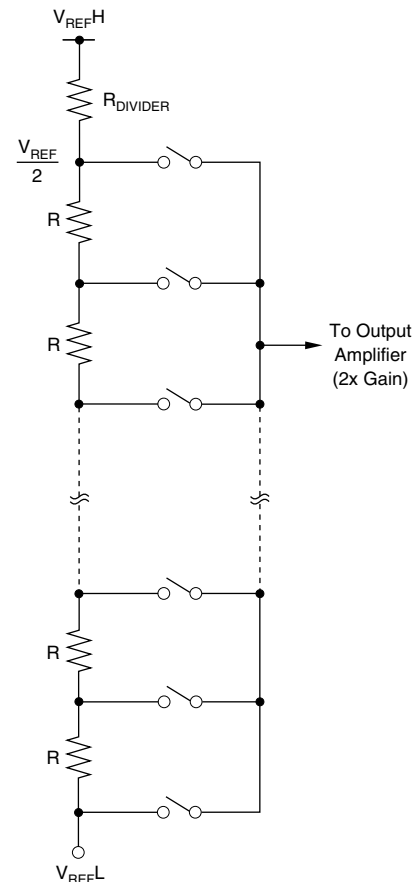 V_REFH
R_DIVIDER
V_REF
2
R
R
To Output
Amplifier
(2x Gain)
R
R
V_REFL